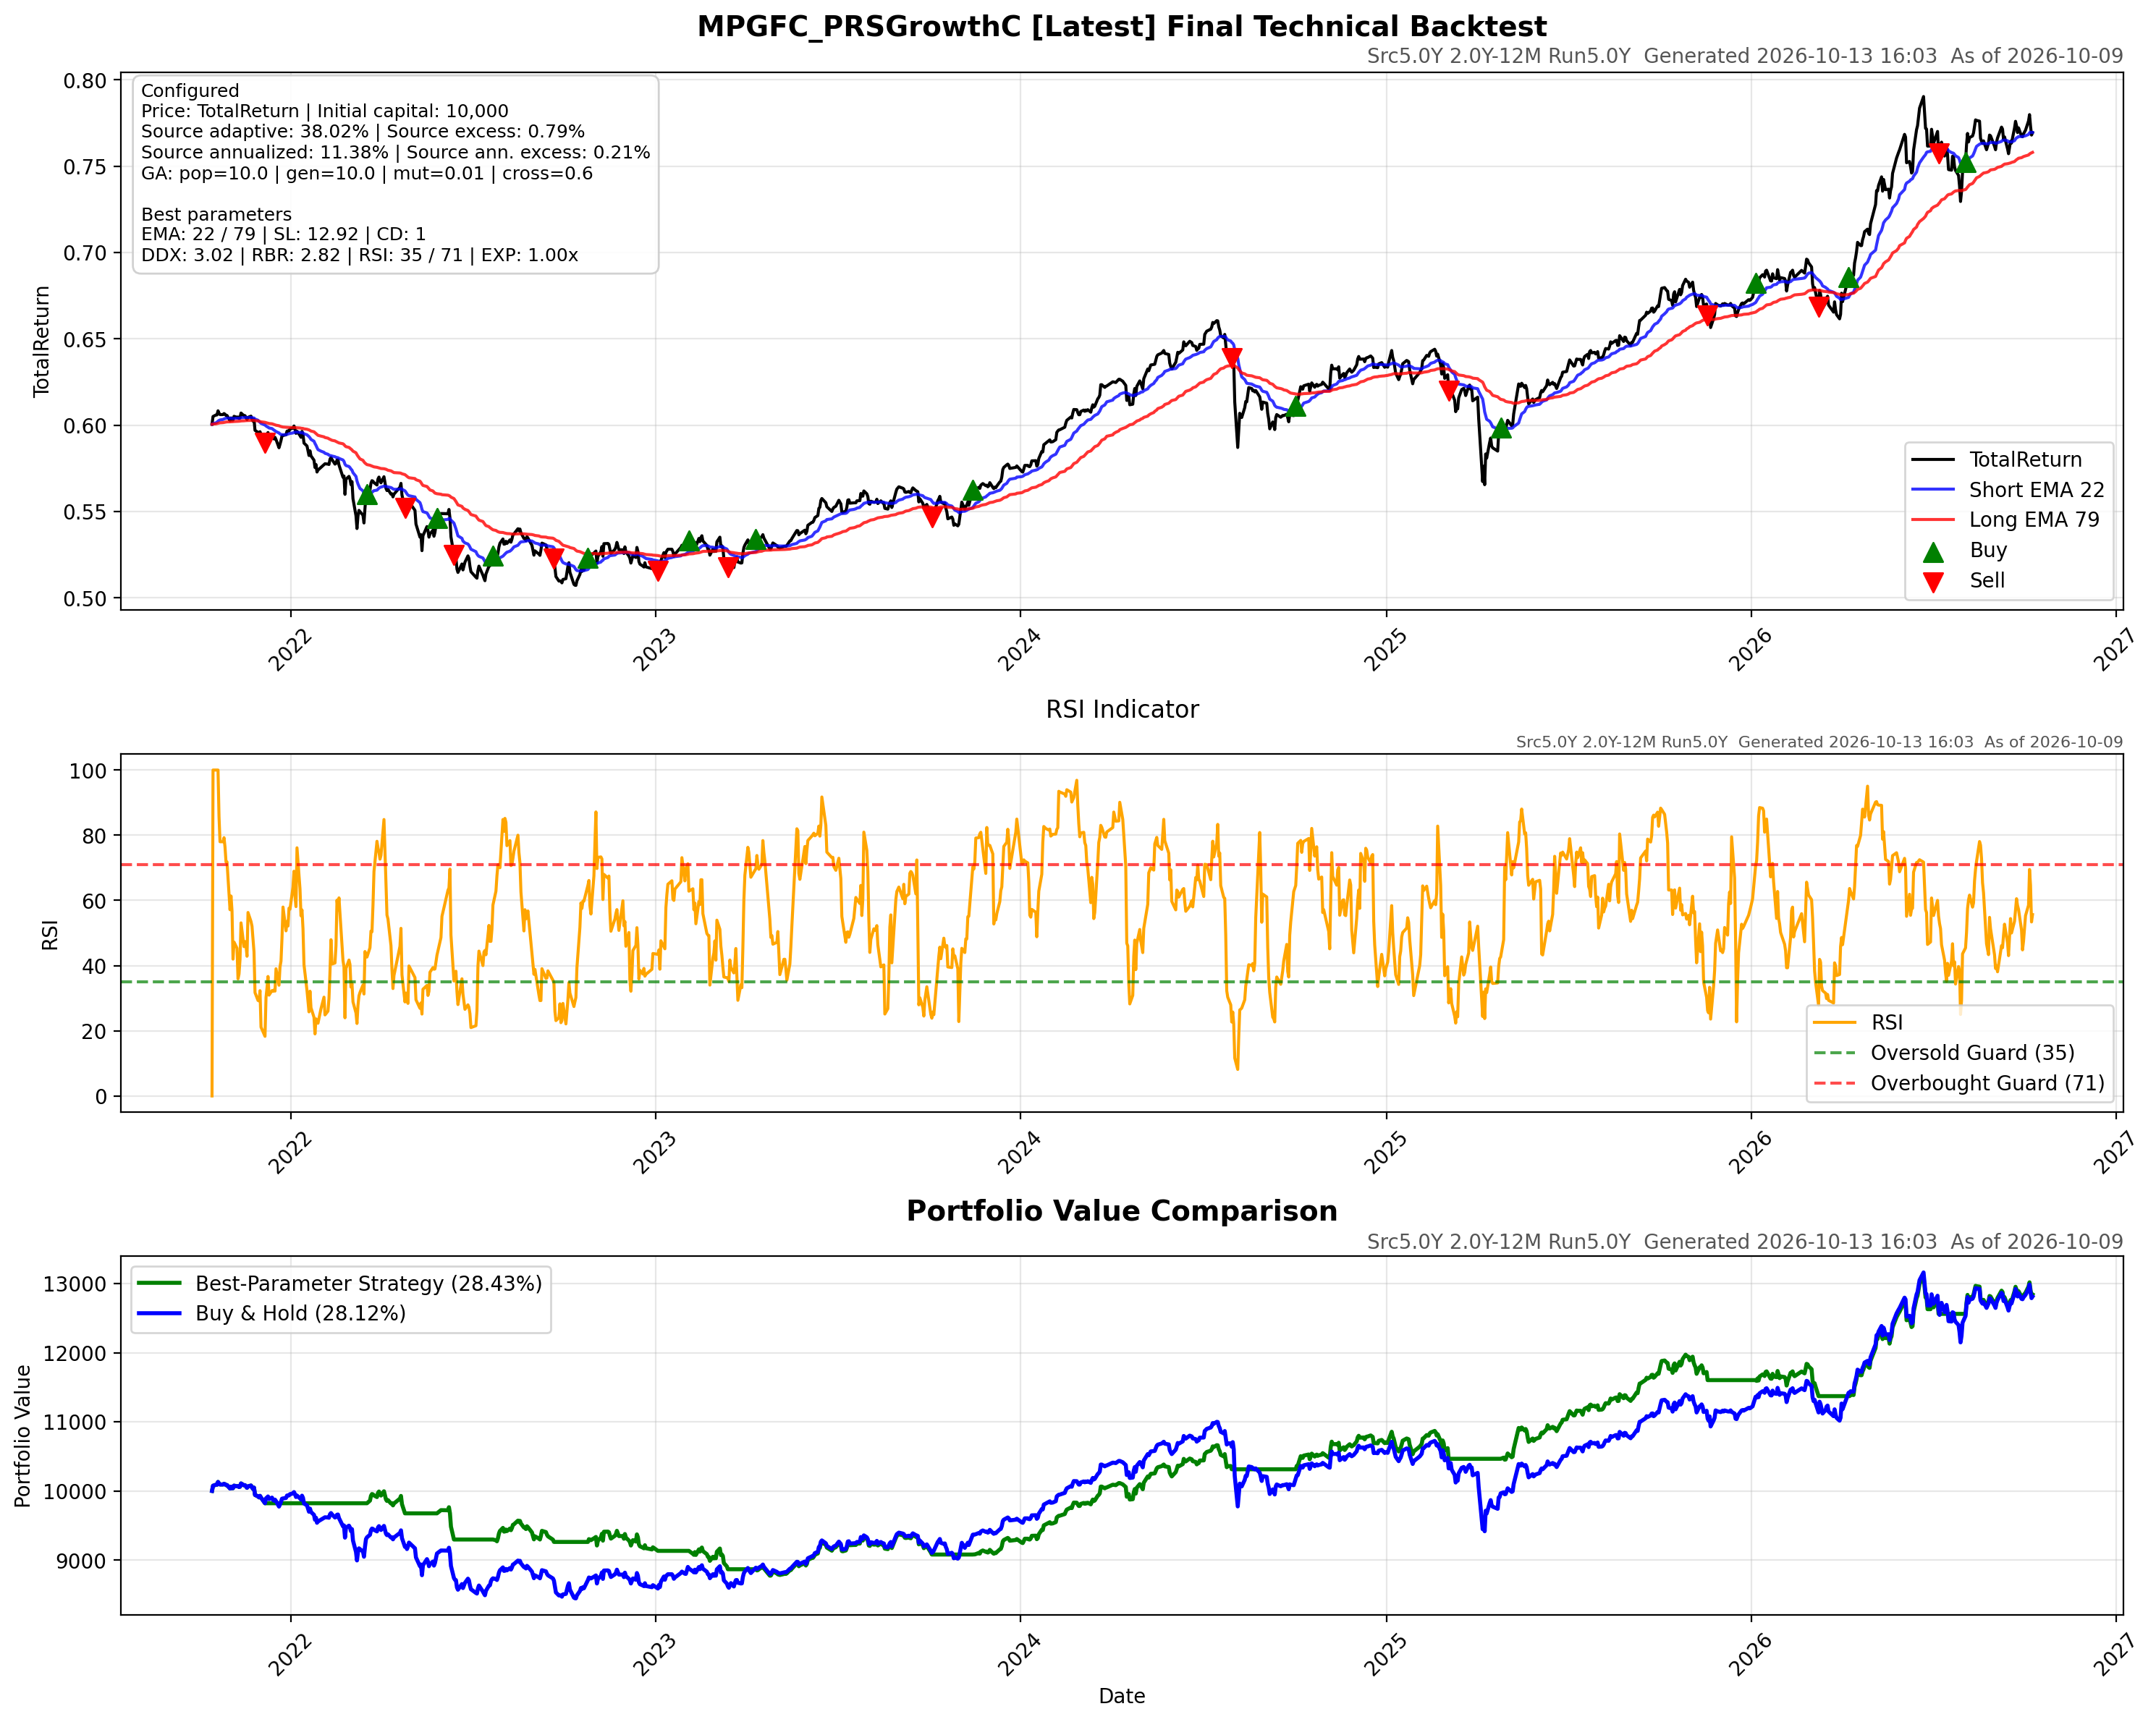 MPGFC_PRSGrowthC [Latest] Final Technical Backtest
Src5.0Y 2.0Y-12M Run5.0Y  Generated 2026-10-13 16:03  As of 2026-10-09
Configured
Price: TotalReturn | Initial capital: 10,000
Source adaptive: 38.02% | Source excess: 0.79%
Source annualized: 11.38% | Source ann. excess: 0.21%
GA: pop=10.0 | gen=10.0 | mut=0.01 | cross=0.6
Best parameters
EMA: 22 / 79 | SL: 12.92 | CD: 1
DDX: 3.02 | RBR: 2.82 | RSI: 35 / 71 | EXP: 1.00x
0.80
0.75
0.70
0.65
0.60
0.55
0.50
TotalReturn
TotalReturn
Short EMA 22
Long EMA 79
Buy
Sell
2022
2023
2024
2025
2026
2027
RSI Indicator
Src5.0Y 2.0Y-12M Run5.0Y  Generated 2026-10-13 16:03  As of 2026-10-09
100
80
60
40
20
0
RSI
RSI
Oversold Guard (35)
Overbought Guard (71)
2022
2023
2024
2025
2026
2027
Portfolio Value Comparison
Src5.0Y 2.0Y-12M Run5.0Y  Generated 2026-10-13 16:03  As of 2026-10-09
Best-Parameter Strategy (28.43%)
Buy & Hold (28.12%)
13000
12000
11000
10000
9000
Portfolio Value
2022
2023
2024
2025
2026
2027
Date